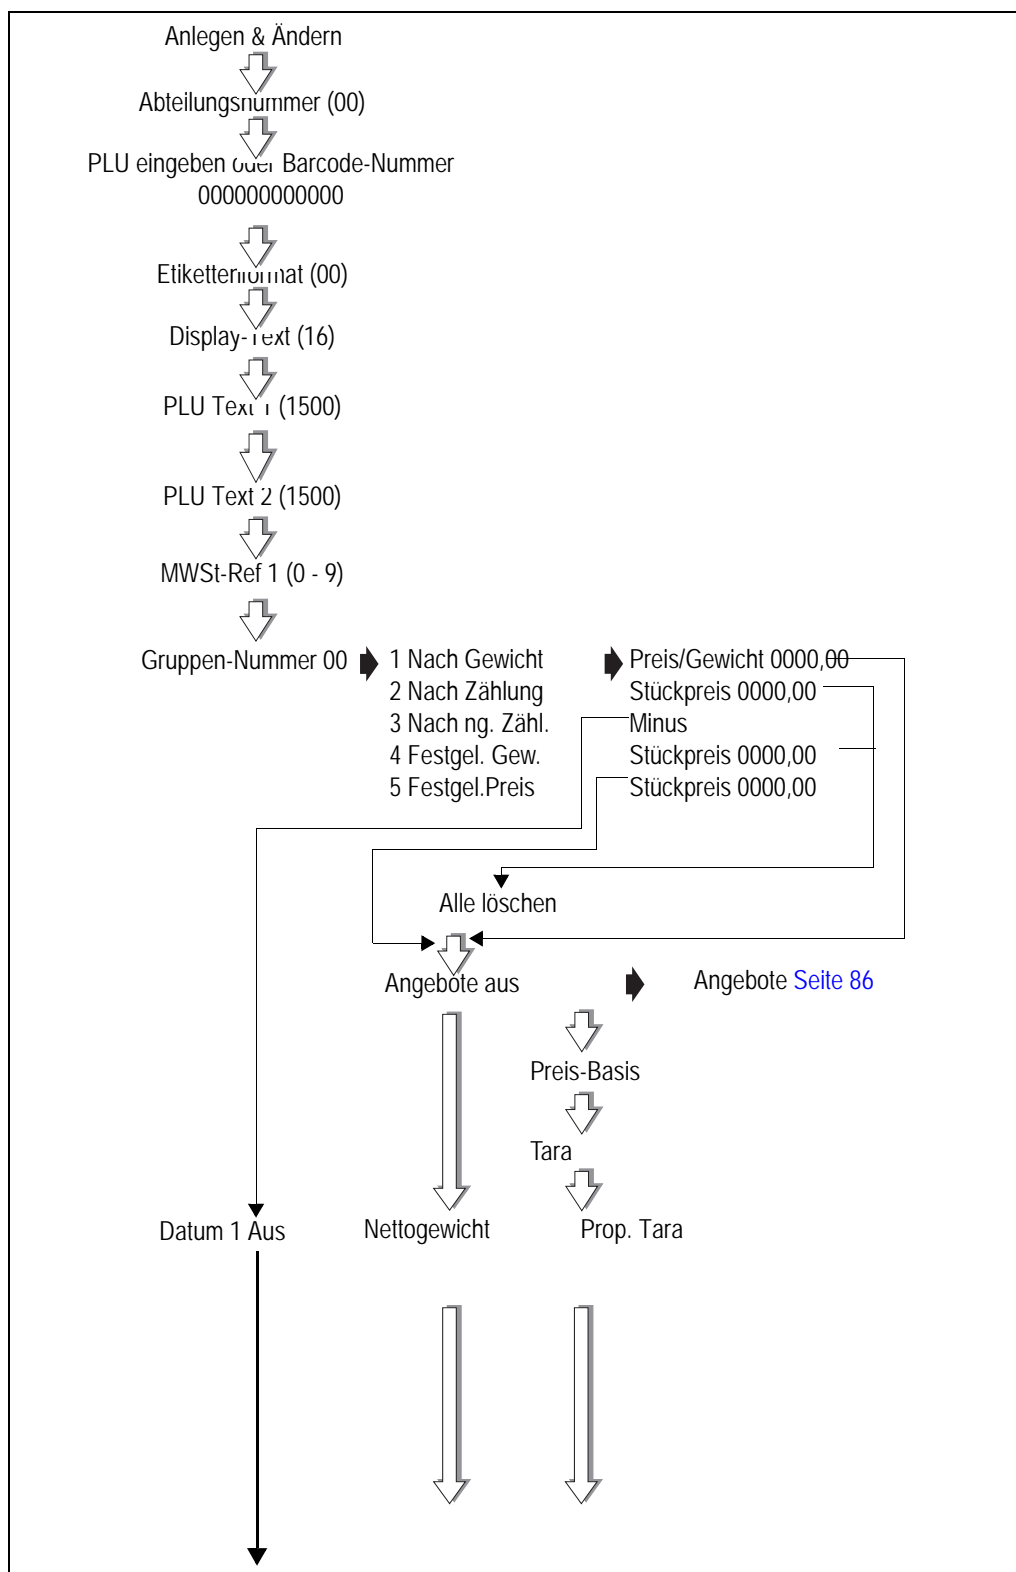 Anlegen & Ändern
Abteilungsnummer (00)
PLU eingeben oder Barcode-Nummer
000000000000
Etikettenformat (00)
Display-Text (16)
PLU Text 1 (1500)
PLU Text 2 (1500)
MWSt-Ref 1 (0 - 9)
Gruppen-Nummer 00
1 Nach Gewicht
Preis/Gewicht 0000,00
2 Nach Zählung
Stückpreis 0000,00
3 Nach ng. Zähl.
Minus
4 Festgel. Gew.
Stückpreis 0000,00
5 Festgel.Preis
Stückpreis 0000,00
Alle löschen
Angebote aus
Angebote Seite 86
Preis-Basis
Tara
Datum 1 Aus
Nettogewicht
Prop. Tara